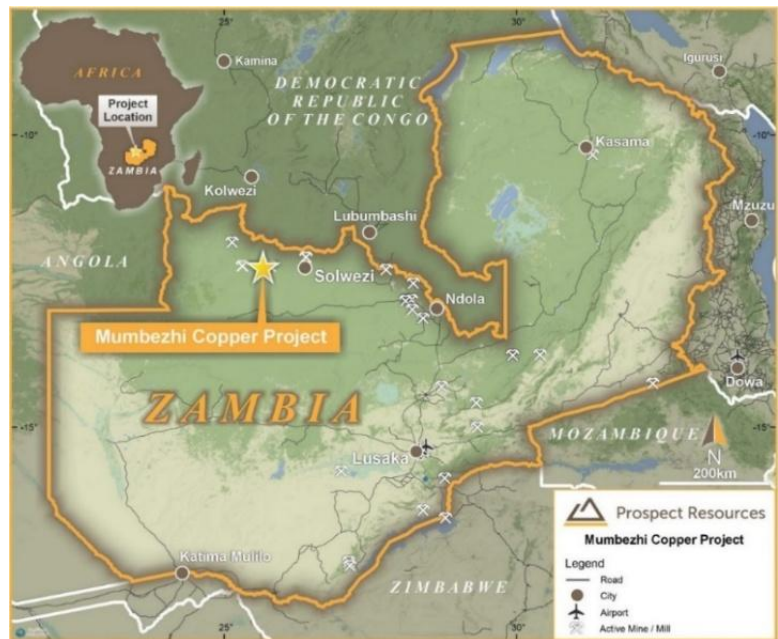 25°
30°
AFRICA
Project
Location
ZAMBIA
Kamina
DEMOCRATIC
REPUBLIC
OF THE CONGO
Igurusi
-10°
-10°
Kasama
Kolwezi
Lubumbashi
Mzuzu
ANGOLA
Solwezi
Ndola
Mumbezhi Copper Project
ZAMBIA
Dowa
-15°
-15°
MOZAMBIQUE
N
200km
Lusaka
Katima Mulilo
ZIMBABWE
25°
30°
Prospect Resources
Mumbezhi Copper Project
Legend
Road
City
Airport
Active Mine / Mill